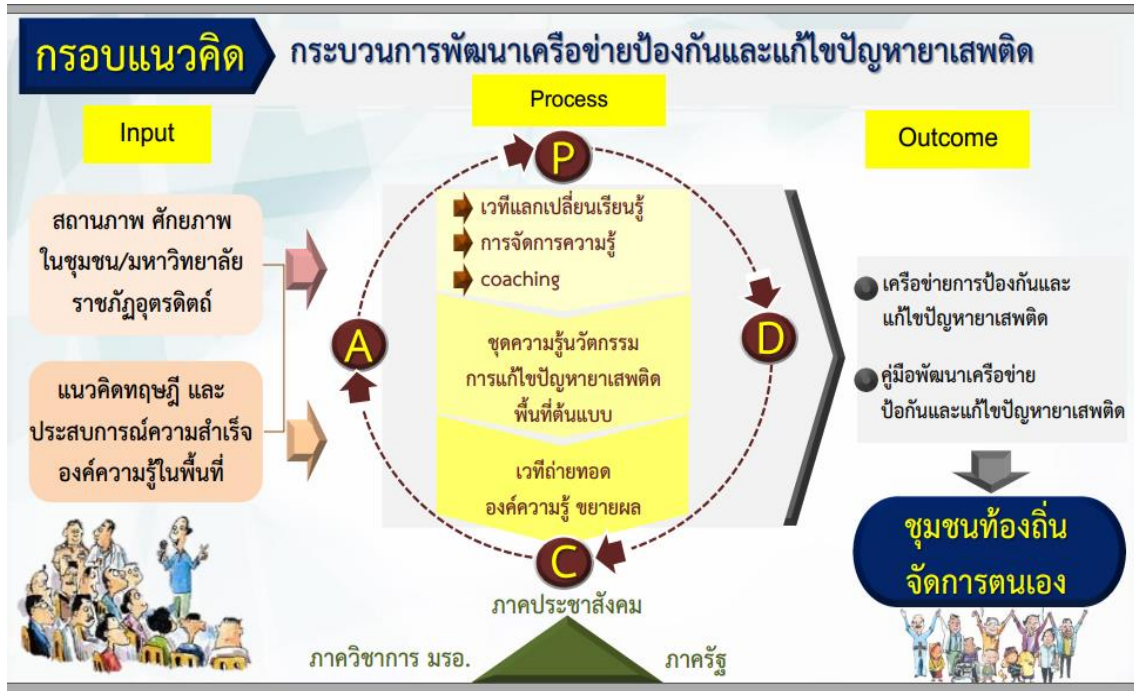 กรอบแนวคิด
กระบวนการพัฒนาเครือข่ายป้องกันและแก้ไขปัญหายาเสพติด
Input
Process
Outcome
สถานภาพ ศักยภาพ
ในชุมชน/มหาวิทยาลัย
ราชภัฏอุตรดิตถ์
แนวคิดทฤษฎี และ
ประสบการณ์ความสำเร็จ
องค์ความรู้ในพื้นที่
P
D
C
A
เวทีแลกเปลี่ยนเรียนรู้
การจัดการความรู้
coaching
ชุดความรู้นวัตกรรม
การแก้ไขปัญหายาเสพติด
พื้นที่ต้นแบบ
เวทีถ่ายทอด
องค์ความรู้ ขยายผล
ภาคประชาสังคม
ภาควิชาการ มรอ.
ภาครัฐ
เครือข่ายการป้องกันและ
แก้ไขปัญหายาเสพติด
คู่มือพัฒนาเครือข่าย
ป้อกันและแก้ไขปัญหายาเสพติด
ชุมชนท้องถิ่น
จัดการตนเอง